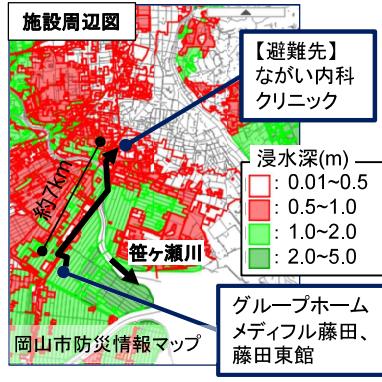 施設周辺図
【避難先】
ながい内科
クリニック
浸水深(m)
: 0.01~0.5
: 0.5~1.0
: 1.0~2.0
: 2.0~5.0
約7km
笹ヶ瀬川
グループホーム
メディフル藤田、
藤田東館
岡山市防災情報マップ